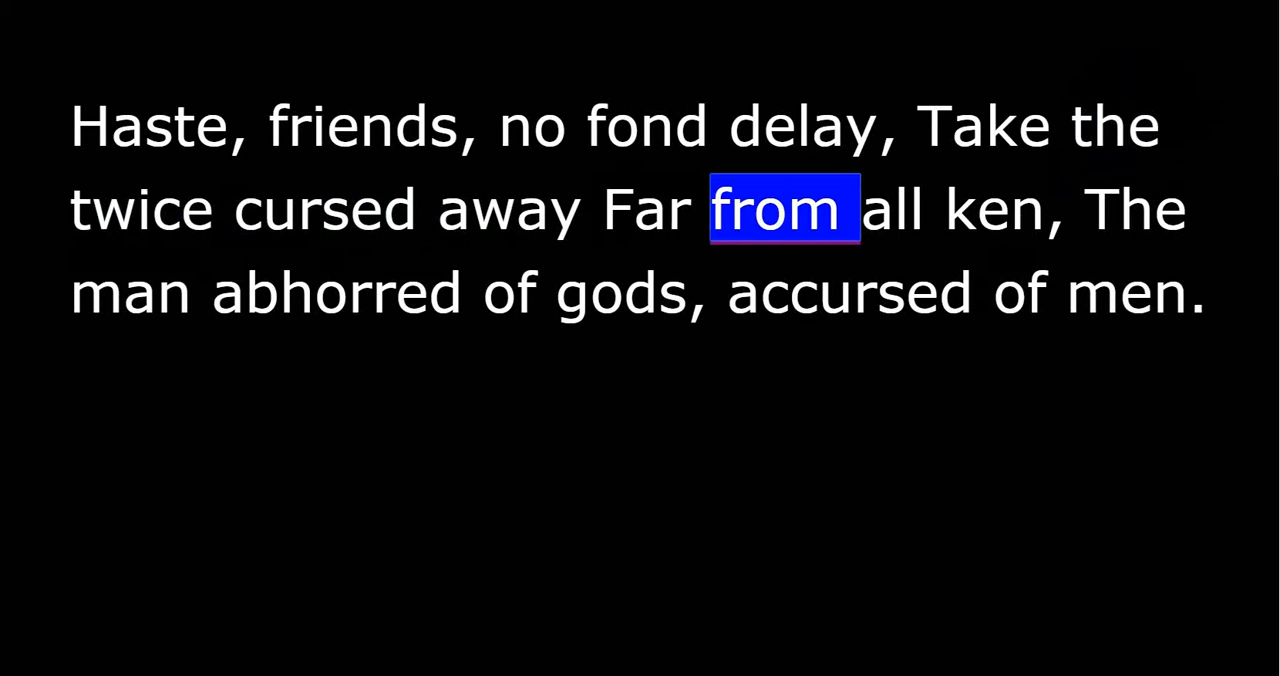 Haste, friends, no fond delay, Take the
twice cursed away Far from all ken, The
man abhorred of gods, accursed of men.